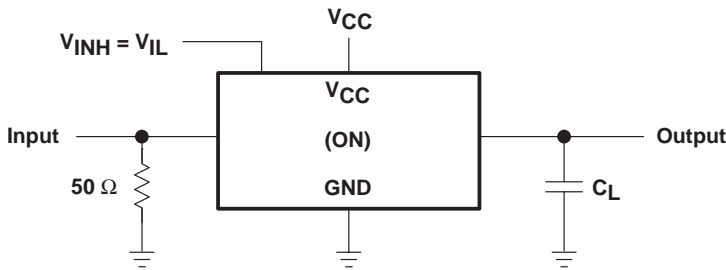 VCC
VINH = VIL
VCC
Input
(ON)
Output
50 Ω
GND
CL